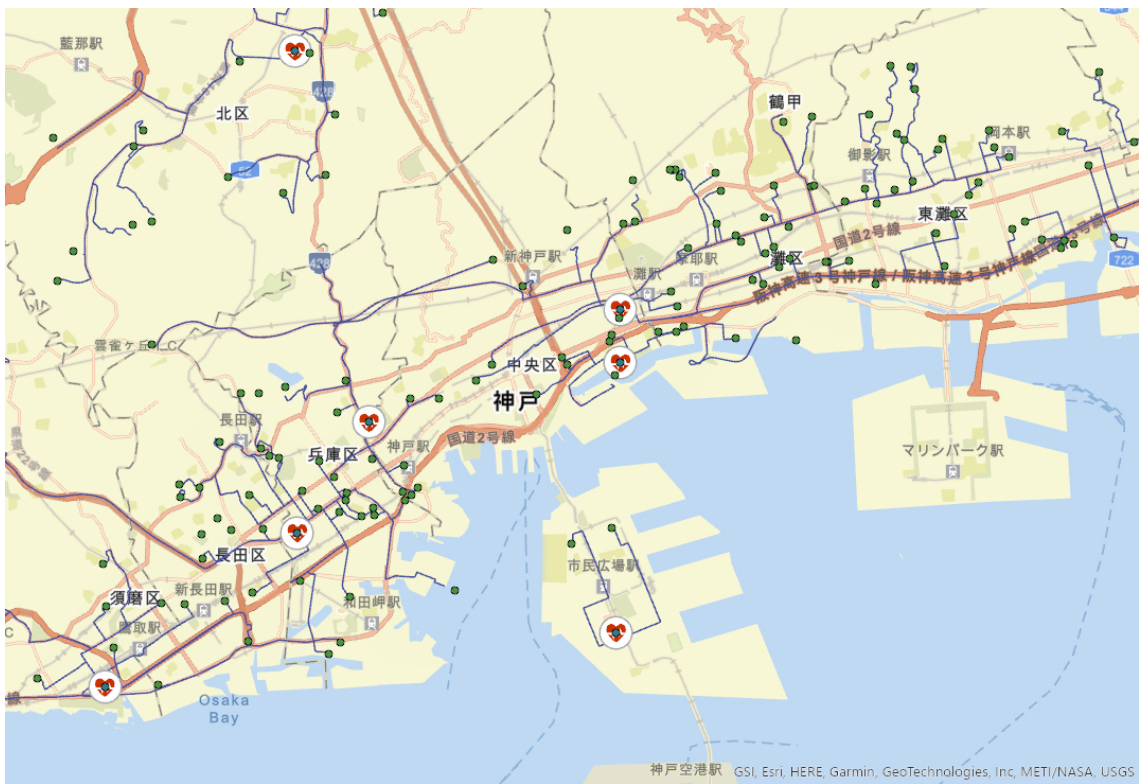 藍那駅
北区
428
52
鶴甲
御影駅
岡本駅
東灘区
国道2号線
灘区
摩耶駅
灘駅
新神戸駅
428
722
阪神高速3号神戸線 / 阪神高速3号神戸線
雲雀ヶ丘I.C
中央区
神戸
長田駅
兵庫区
神戸駅
国道2号線
マリンパーク駅
長田区
市民広場駅
新長田駅
須磨区
和田岬駅
鷹取駅
線
Osaka
Bay
神戸空港駅
GSI, Esri, HERE, Garmin, GeoTechnologies, Inc, METI/NASA, USGS